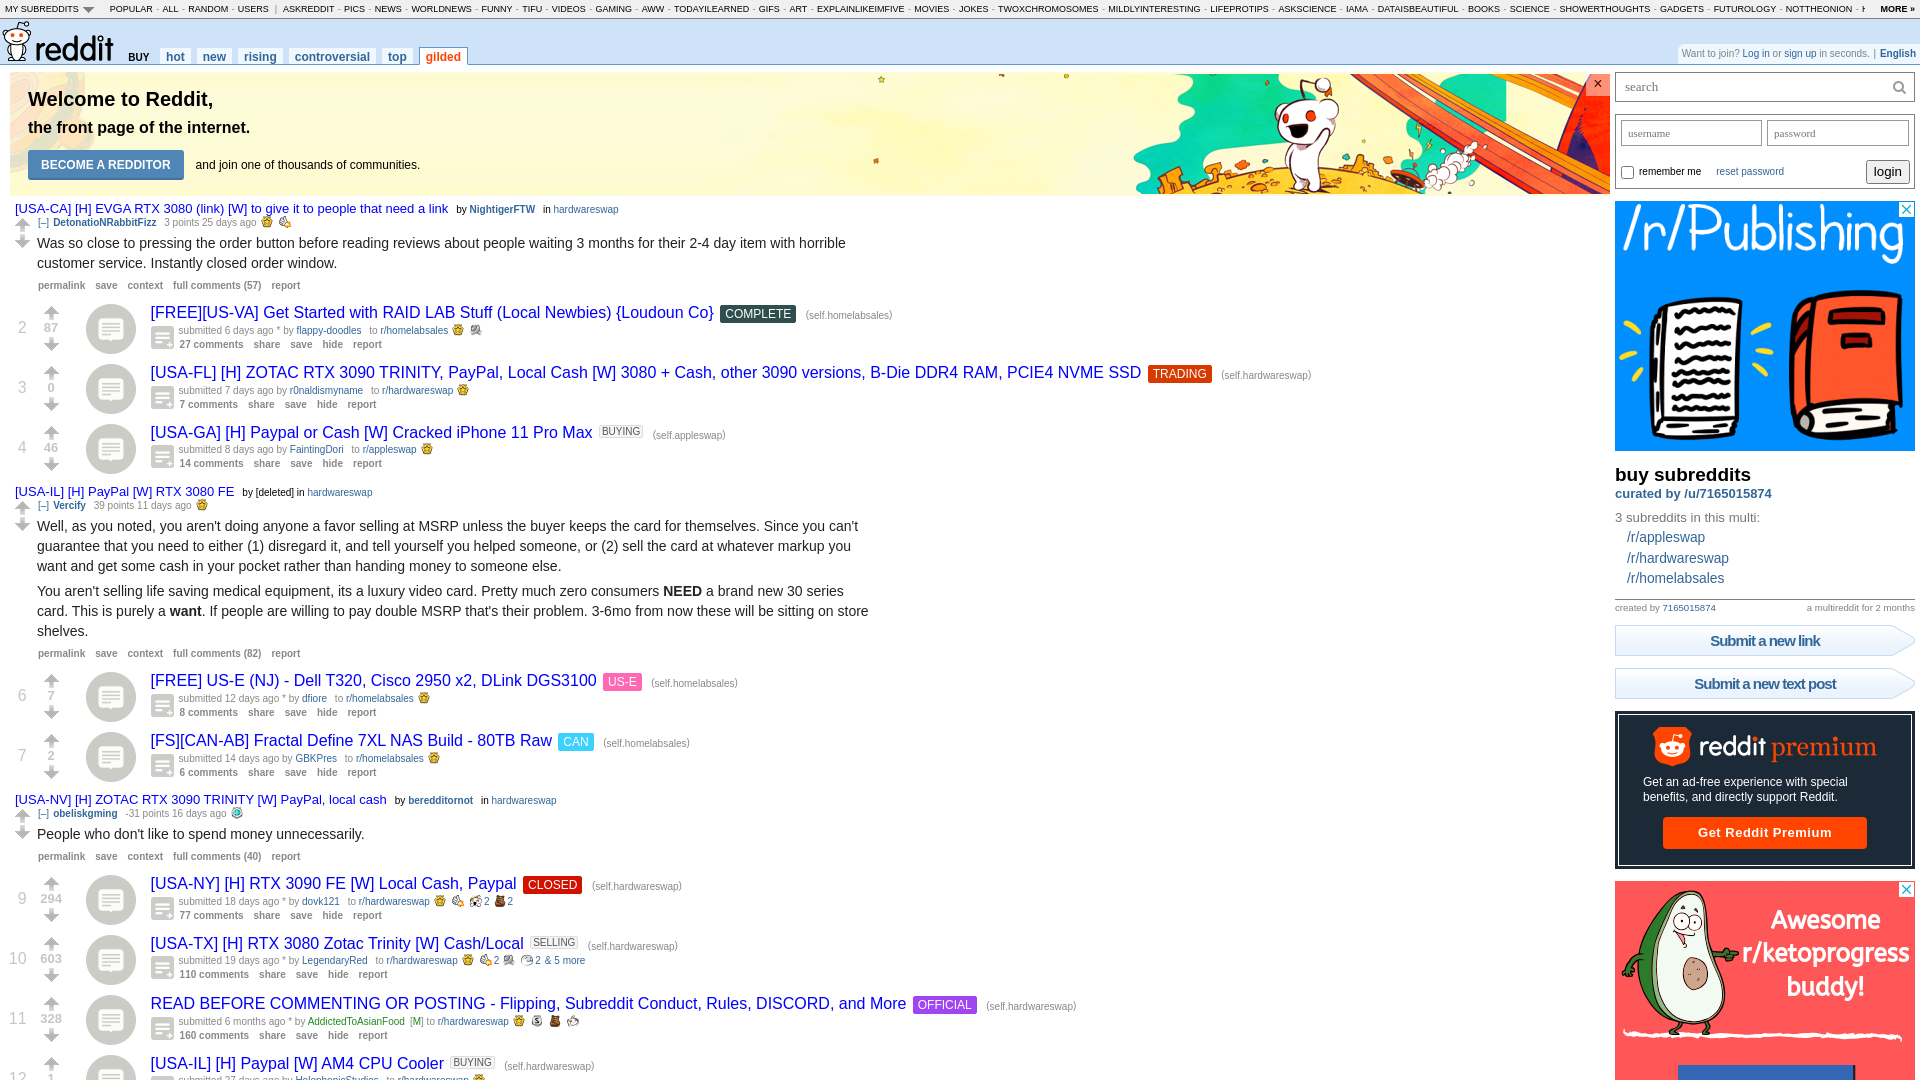 MY SUBREDDITS POPULAR - ALL - RANDOM - USERS | ASKREDDIT - PICS - NEWS - WORLDNEWS - FUNNY - TIFU - VIDEOS - GAMING - AWW - TODAYILEARNED - GIFS - ART - EXPLAINLIKEIMFIVE - MOVIES - JOKES - TWOXCHROMOSOMES - MILDLYINTERESTING - LIFEPROTIPS - ASKSCIENCE - IAMA - DATAISBEAUTIFUL - BOOKS - SCIENCE - SHOWERTHOUGHTS - GADGETS - FUTUROLOGY - NOTTHEONION - MORE »
reddit BUY hot new rising controversial top gilded
Want to join? Log in or sign up in seconds. | English
Welcome to Reddit,
the front page of the internet.
BECOME A REDDITOR and join one of thousands of communities.
×
[USA-CA] [H] EVGA RTX 3080 (link) [W] to give it to people that need a link by NightigerFTW in hardwareswap
[–] DetonatioNRabbitFizz 3 points 25 days ago
Was so close to pressing the order button before reading reviews about people waiting 3 months for their 2-4 day item with horrible
customer service. Instantly closed order window.
permalink save context full comments (57) report
2
87
[FREE][US-VA] Get Started with RAID LAB Stuff (Local Newbies) {Loudoun Co} COMPLETE (self.homelabsales)
submitted 6 days ago * by flappy-doodles to r/homelabsales
27 comments share save hide report
3
0
[USA-FL] [H] ZOTAC RTX 3090 TRINITY, PayPal, Local Cash [W] 3080 + Cash, other 3090 versions, B-Die DDR4 RAM, PCIE4 NVME SSD TRADING (self.hardwareswap)
submitted 7 days ago by r0naldismyname to r/hardwareswap
7 comments share save hide report
4
46
[USA-GA] [H] Paypal or Cash [W] Cracked iPhone 11 Pro Max BUYING (self.appleswap)
submitted 8 days ago by FaintingDori to r/appleswap
14 comments share save hide report
[USA-IL] [H] PayPal [W] RTX 3080 FE by [deleted] in hardwareswap
[–] Vercify 39 points 11 days ago
Well, as you noted, you aren't doing anyone a favor selling at MSRP unless the buyer keeps the card for themselves. Since you can't
guarantee that you need to either (1) disregard it, and tell yourself you helped someone, or (2) sell the card at whatever markup you
want and get some cash in your pocket rather than handing money to someone else.
You aren't selling life saving medical equipment, its a luxury video card. Pretty much zero consumers NEED a brand new 30 series
card. This is purely a want. If people are willing to pay double MSRP that's their problem. 3-6mo from now these will be sitting on store
shelves.
permalink save context full comments (82) report
6
7
[FREE] US-E (NJ) - Dell T320, Cisco 2950 x2, DLink DGS3100 US-E (self.homelabsales)
submitted 12 days ago * by dfiore to r/homelabsales
8 comments share save hide report
7
2
[FS][CAN-AB] Fractal Define 7XL NAS Build - 80TB Raw CAN (self.homelabsales)
submitted 14 days ago by GBKPres to r/homelabsales
6 comments share save hide report
[USA-NV] [H] ZOTAC RTX 3090 TRINITY [W] PayPal, local cash by beredditornot in hardwareswap
[–] obeliskgming -31 points 16 days ago
People who don't like to spend money unnecessarily.
permalink save context full comments (40) report
9
294
[USA-NY] [H] RTX 3090 FE [W] Local Cash, Paypal CLOSED (self.hardwareswap)
submitted 18 days ago * by dovk121 to r/hardwareswap 2 2
77 comments share save hide report
10
603
[USA-TX] [H] RTX 3080 Zotac Trinity [W] Cash/Local SELLING (self.hardwareswap)
submitted 19 days ago * by LegendaryRed to r/hardwareswap 2 2 & 5 more
110 comments share save hide report
11
328
READ BEFORE COMMENTING OR POSTING - Flipping, Subreddit Conduct, Rules, DISCORD, and More OFFICIAL (self.hardwareswap)
submitted 6 months ago * by AddictedToAsianFood [M] to r/hardwareswap
160 comments share save hide report
12
1
[USA-IL] [H] Paypal [W] AM4 CPU Cooler BUYING (self.hardwareswap)
submitted 27 days ago by HolophonicStudios to r/hardwareswap
search
username password
remember me reset password login
/r/Publishing
buy subreddits
curated by /u/7165015874
3 subreddits in this multi:
/r/appleswap
/r/hardwareswap
/r/homelabsales
created by 7165015874 a multireddit for 2 months
Submit a new link
Submit a new text post
reddit premium
Get an ad-free experience with special
benefits, and directly support Reddit.
Get Reddit Premium
Awesome
r/ketoprogress
buddy!